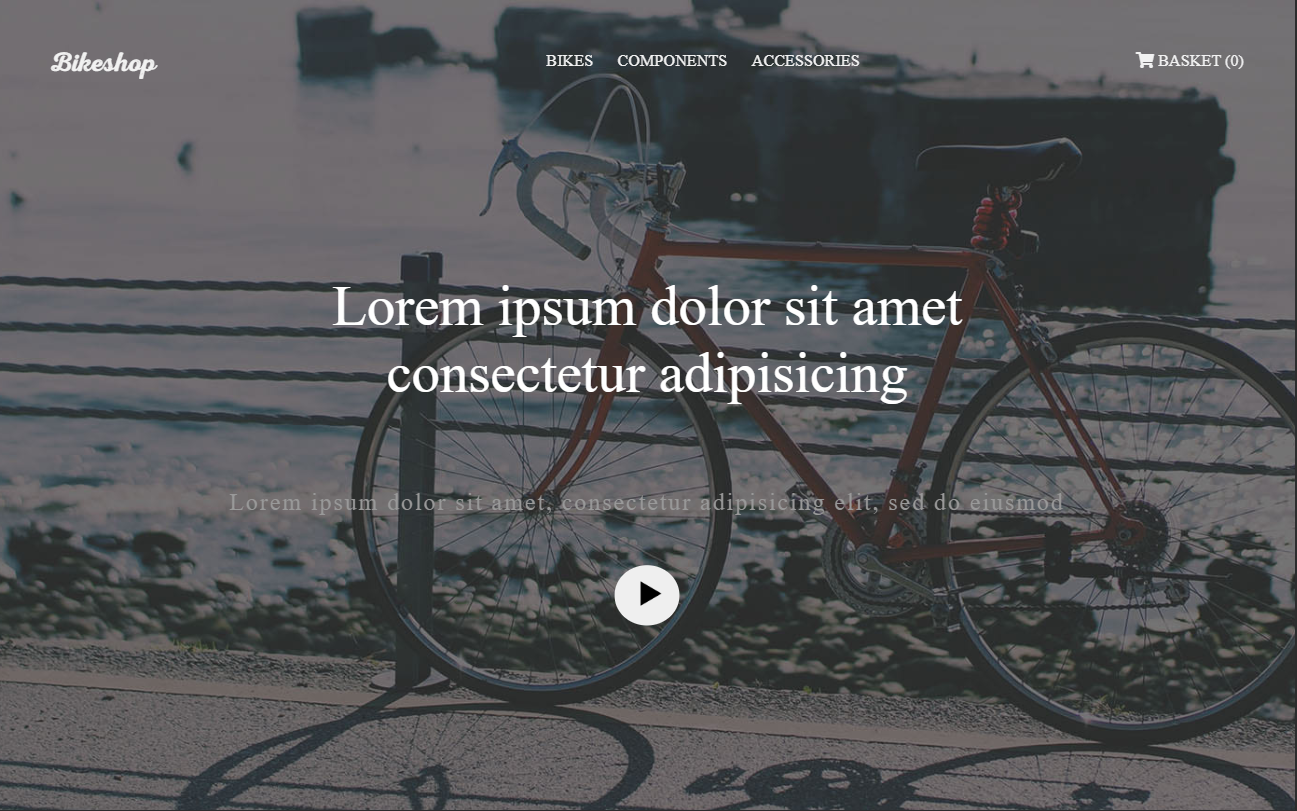 Bikeshop
BIKES COMPONENTS ACCESSORIES
BASKET (0)
Lorem ipsum dolor sit amet
consectetur adipisicing
Lorem ipsum dolor sit amet, consectetur adipisicing elit, sed do eiusmod